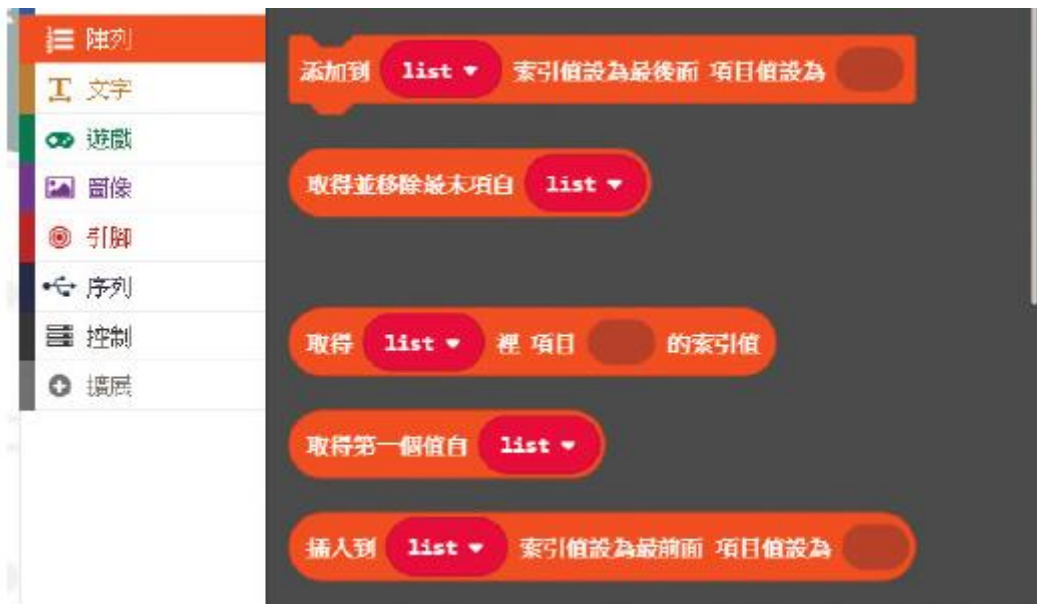 陣列
文字
遊戲
圖像
引腳
序列
控制
擴展
添加到 list 索引值設為最後面 項目值設為
取得並移除最末項自 list
取得 list 裡 項目 的索引值
取得第一個值自 list
插入到 list 索引值設為最前面 項目值設為